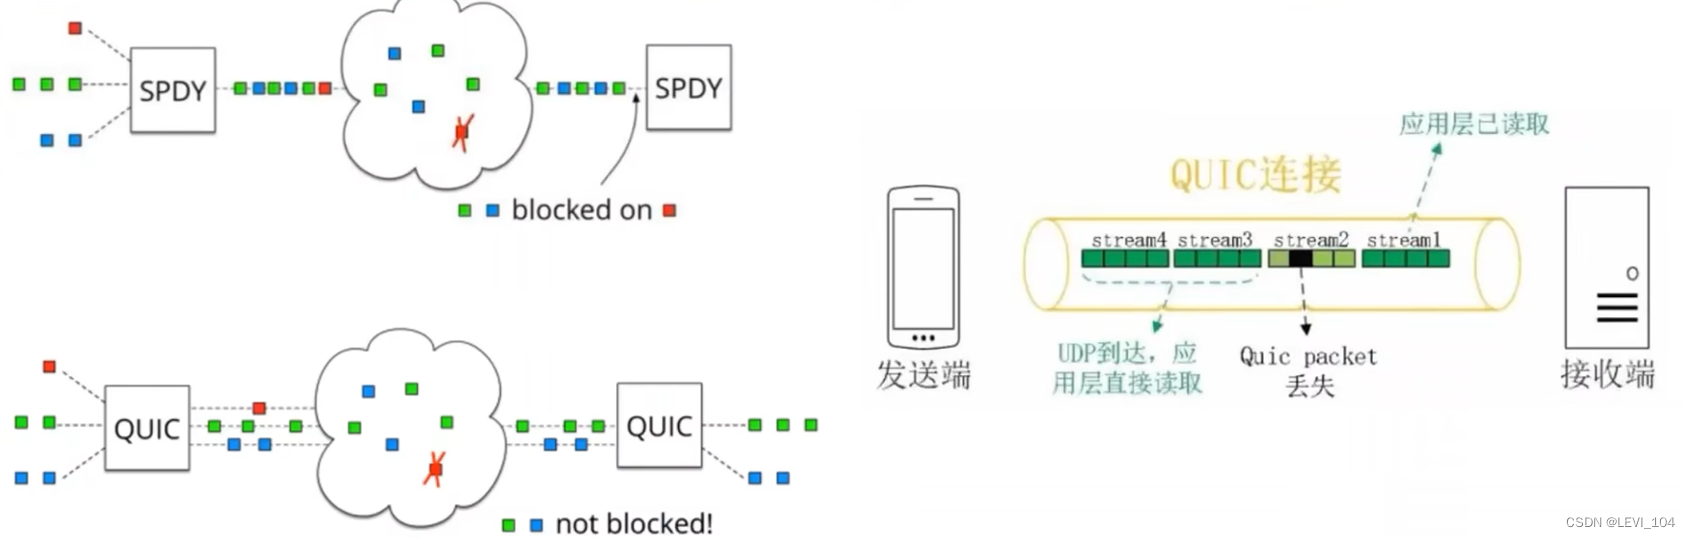 SPDY
SPDY
blocked on
QUIC
QUIC
not blocked!
应用层已读取
QUIC连接
stream4 stream3 stream2 stream1
UDP到达，应
用层直接读取
Quic packet
丢失
发送端
接收端
CSDN @LEVI_104